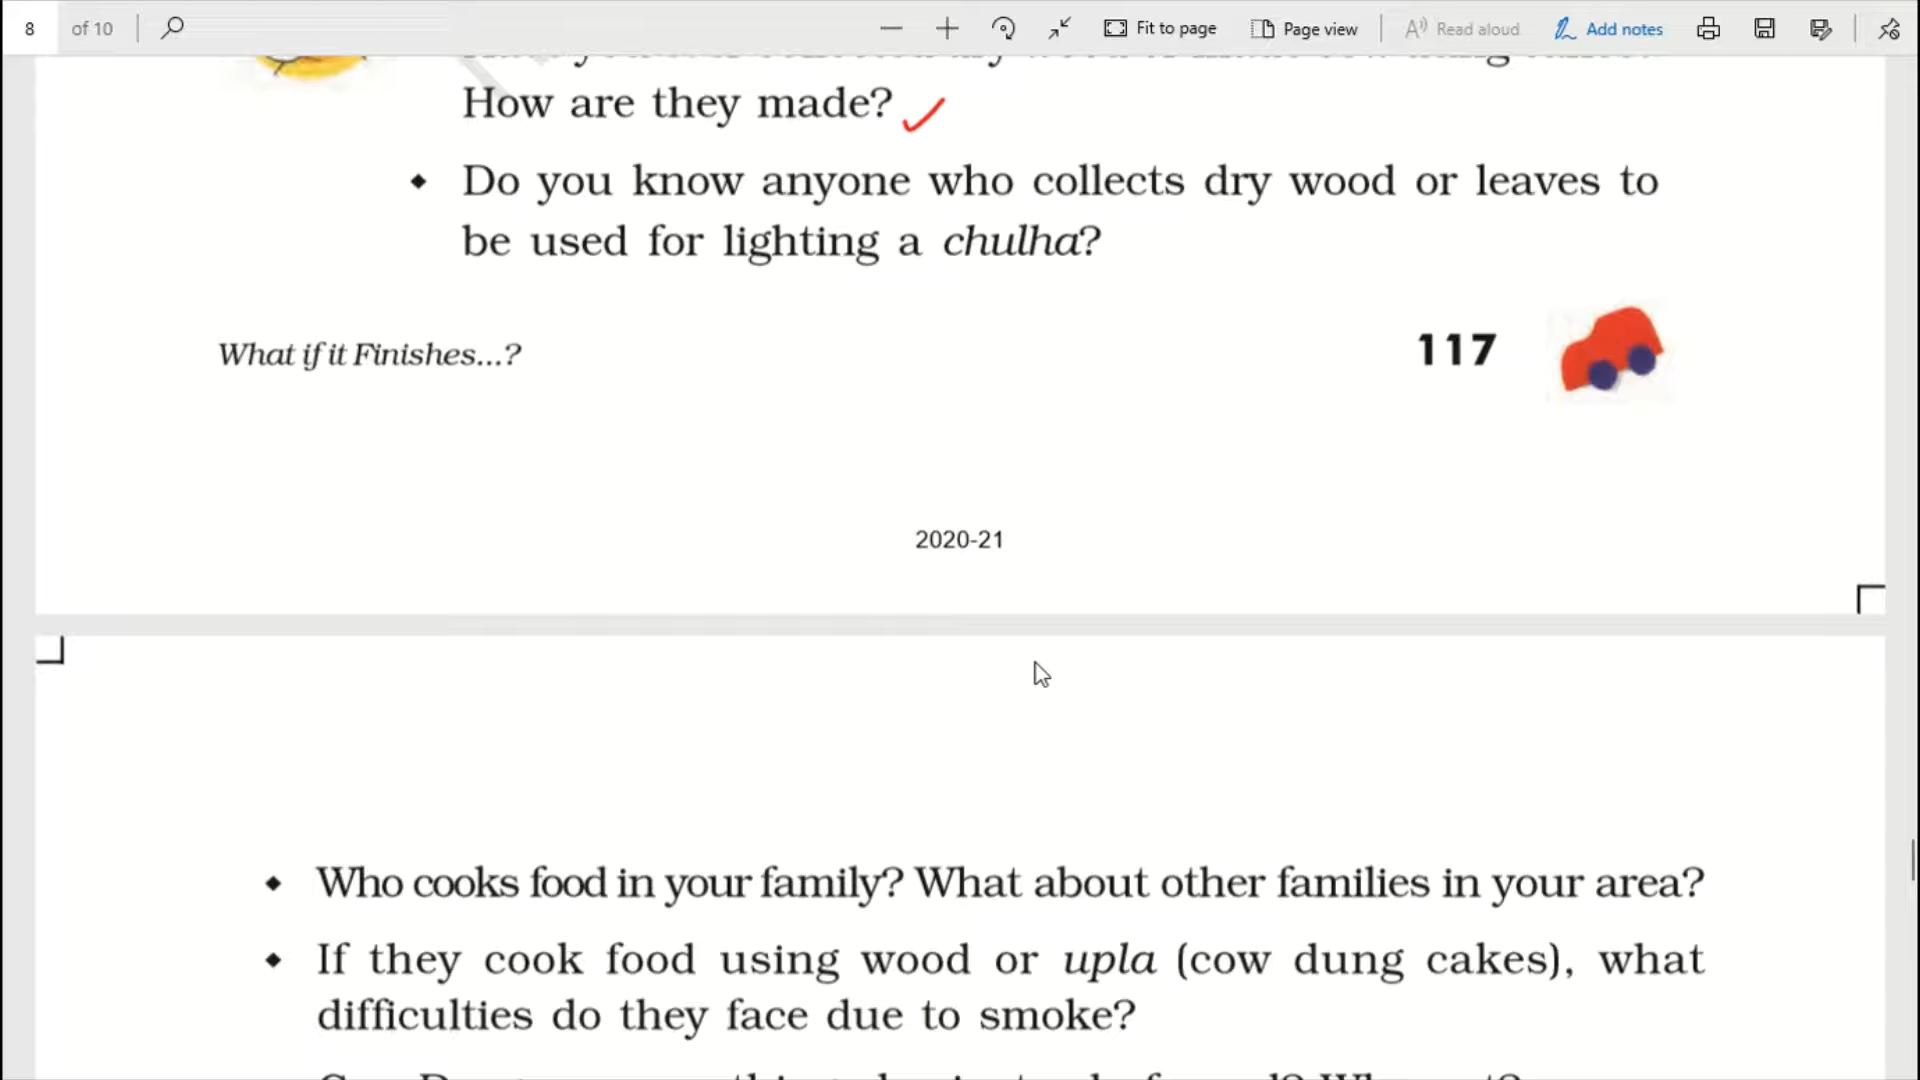 8 of 10 Fit to page Page view Read aloud Add notes
How are they made?
Do you know anyone who collects dry wood or leaves to
be used for lighting a chulha?
What if it Finishes...? 117
2020-21
Who cooks food in your family? What about other families in your area?
If they cook food using wood or upla (cow dung cakes), what
difficulties do they face due to smoke?